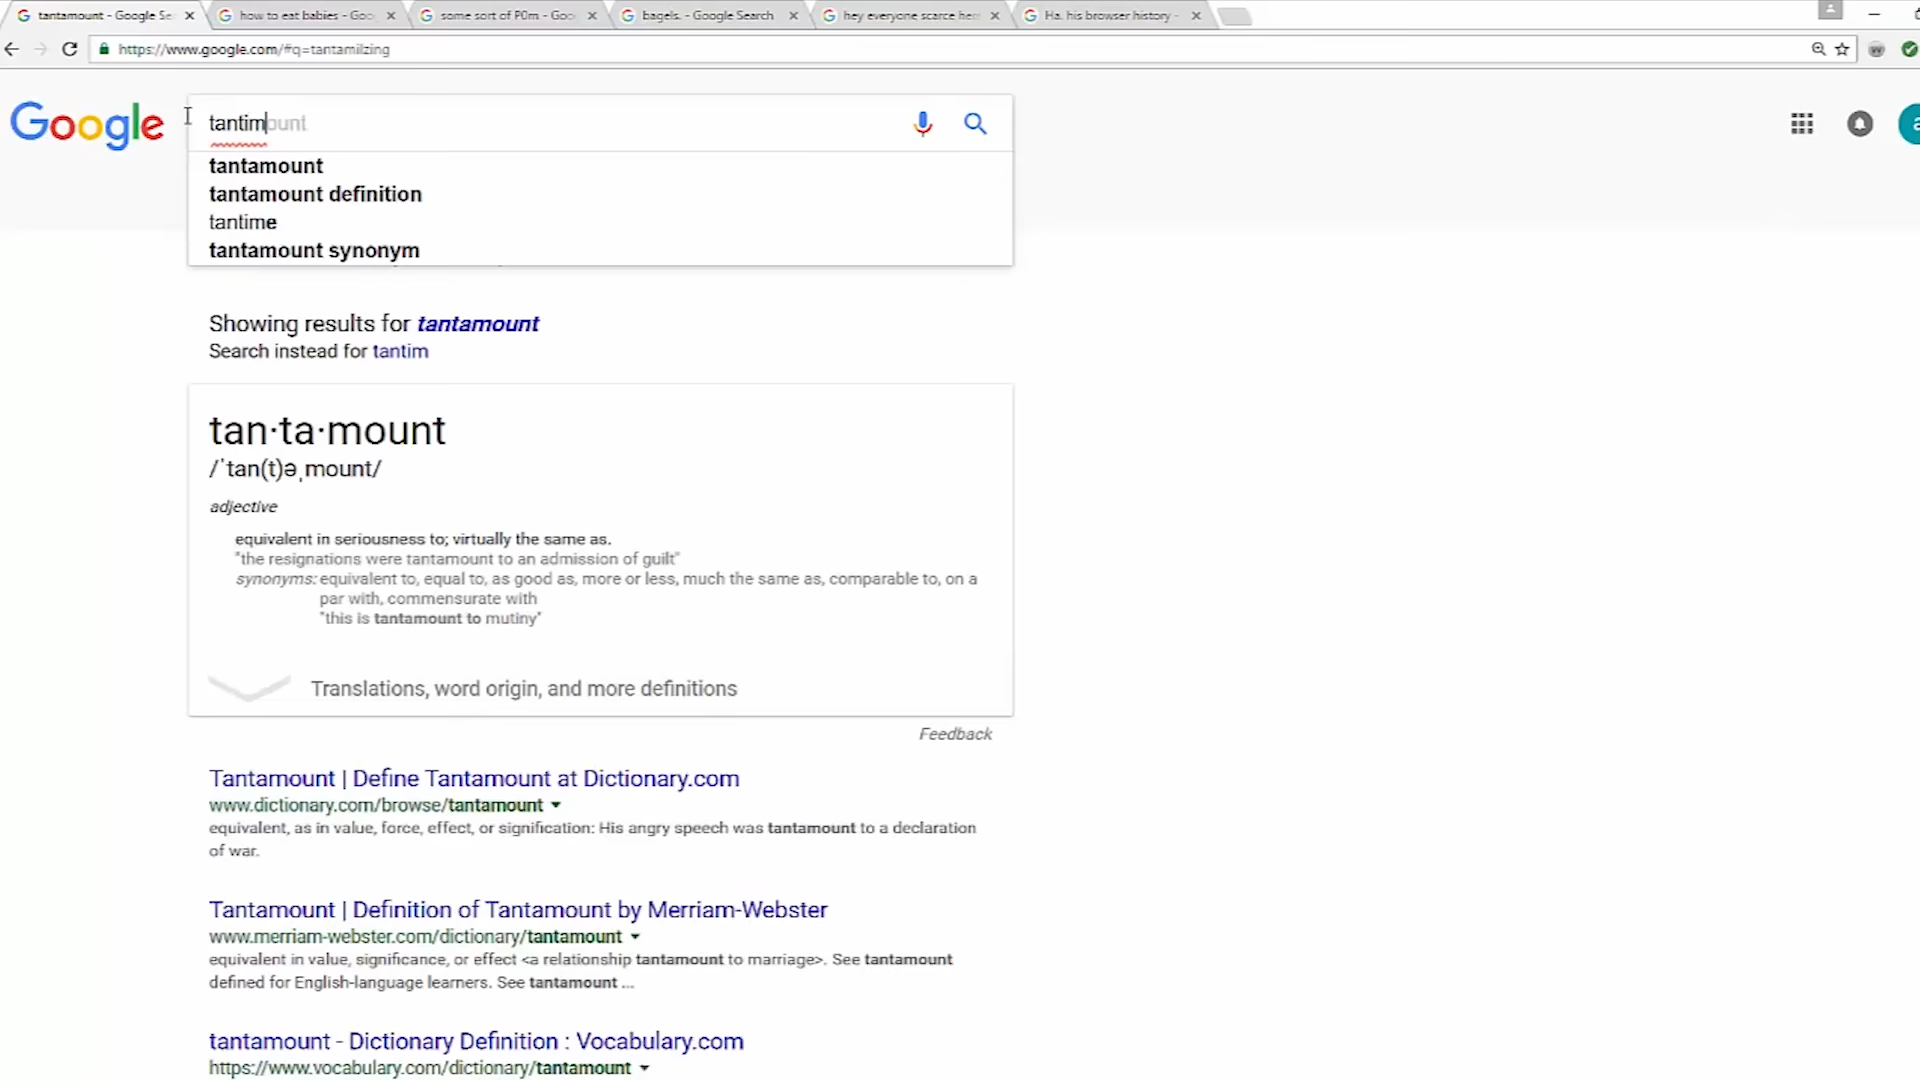 tantamount - Google Se
how to eat babies - Goo
some sort of P0rn - Goo
bagels. - Google Search
hey everyone scarce her
Ha. his browser history -
https://www.google.com/#q=tantamilzing
Google
tantimount
tantamount
tantamount definition
tantime
tantamount synonym
Showing results for tantamount
Search instead for tantim
tan·ta·mount
/ˈtan(t)əˌmount/
adjective
equivalent in seriousness to; virtually the same as.
"the resignations were tantamount to an admission of guilt"
synonyms: equivalent to, equal to, as good as, more or less, much the same as, comparable to, on a
par with, commensurate with
"this is tantamount to mutiny"
Translations, word origin, and more definitions
Feedback
Tantamount | Define Tantamount at Dictionary.com
www.dictionary.com/browse/tantamount
equivalent, as in value, force, effect, or signification: His angry speech was tantamount to a declaration
of war.
Tantamount | Definition of Tantamount by Merriam-Webster
www.merriam-webster.com/dictionary/tantamount
equivalent in value, significance, or effect <a relationship tantamount to marriage>. See tantamount
defined for English-language learners. See tantamount ...
tantamount - Dictionary Definition : Vocabulary.com
https://www.vocabulary.com/dictionary/tantamount